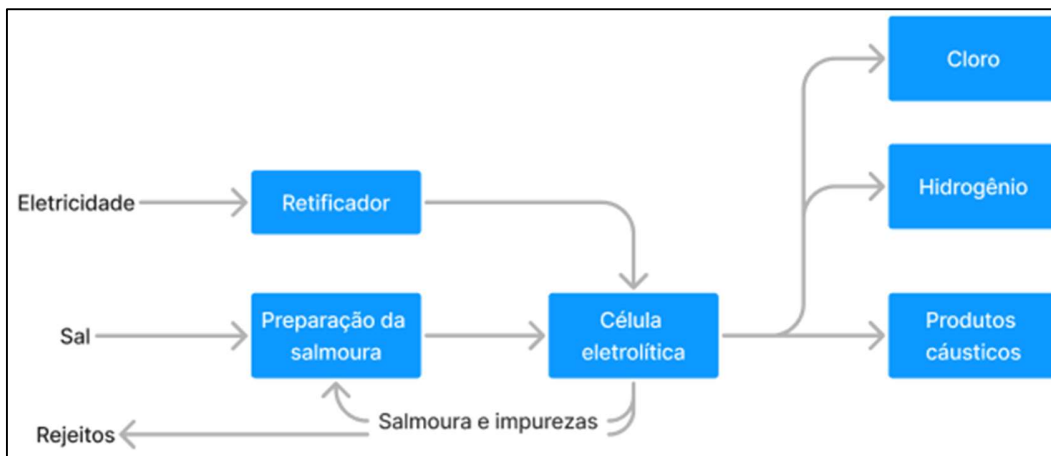 Cloro
Hidrogênio
Eletricidade
Retificador
Sal
Preparação da
salmoura
Célula
eletrolítica
Produtos
cáusticos
Salmoura e impurezas
Rejeitos